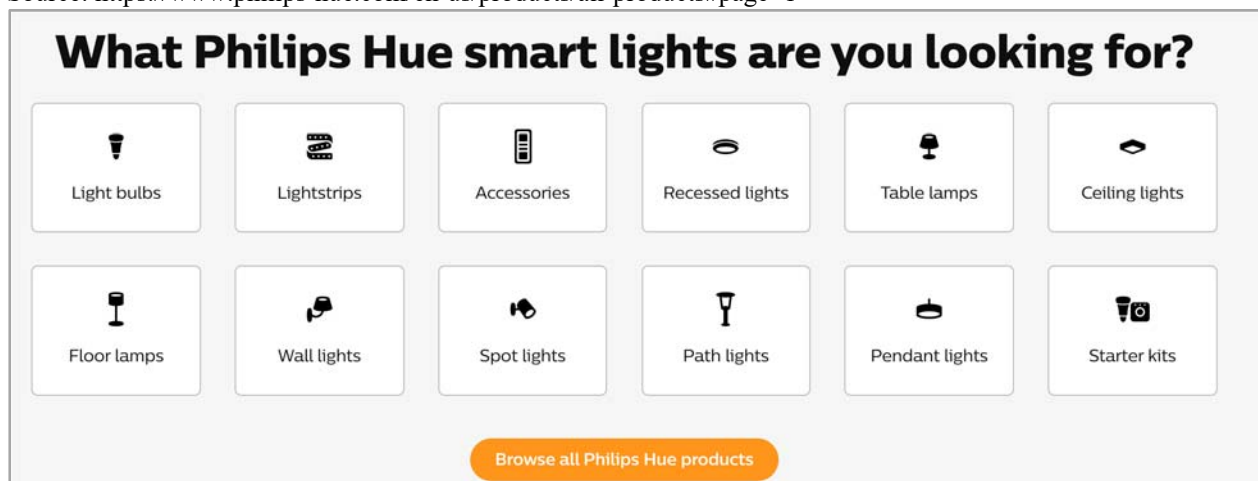 What Philips Hue smart lights are you looking for?
Light bulbs
Lightstrips
Accessories
Recessed lights
Table lamps
Ceiling lights
Floor lamps
Wall lights
Spot lights
Path lights
Pendant lights
Starter kits
Browse all Philips Hue products